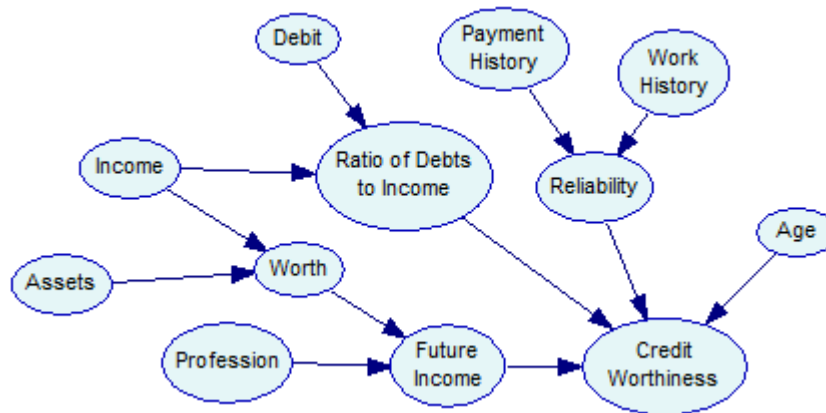 Debit
Payment
History
Work
History
Income
Ratio of Debts
to Income
Reliability
Age
Assets
Worth
Profession
Future
Income
Credit
Worthiness